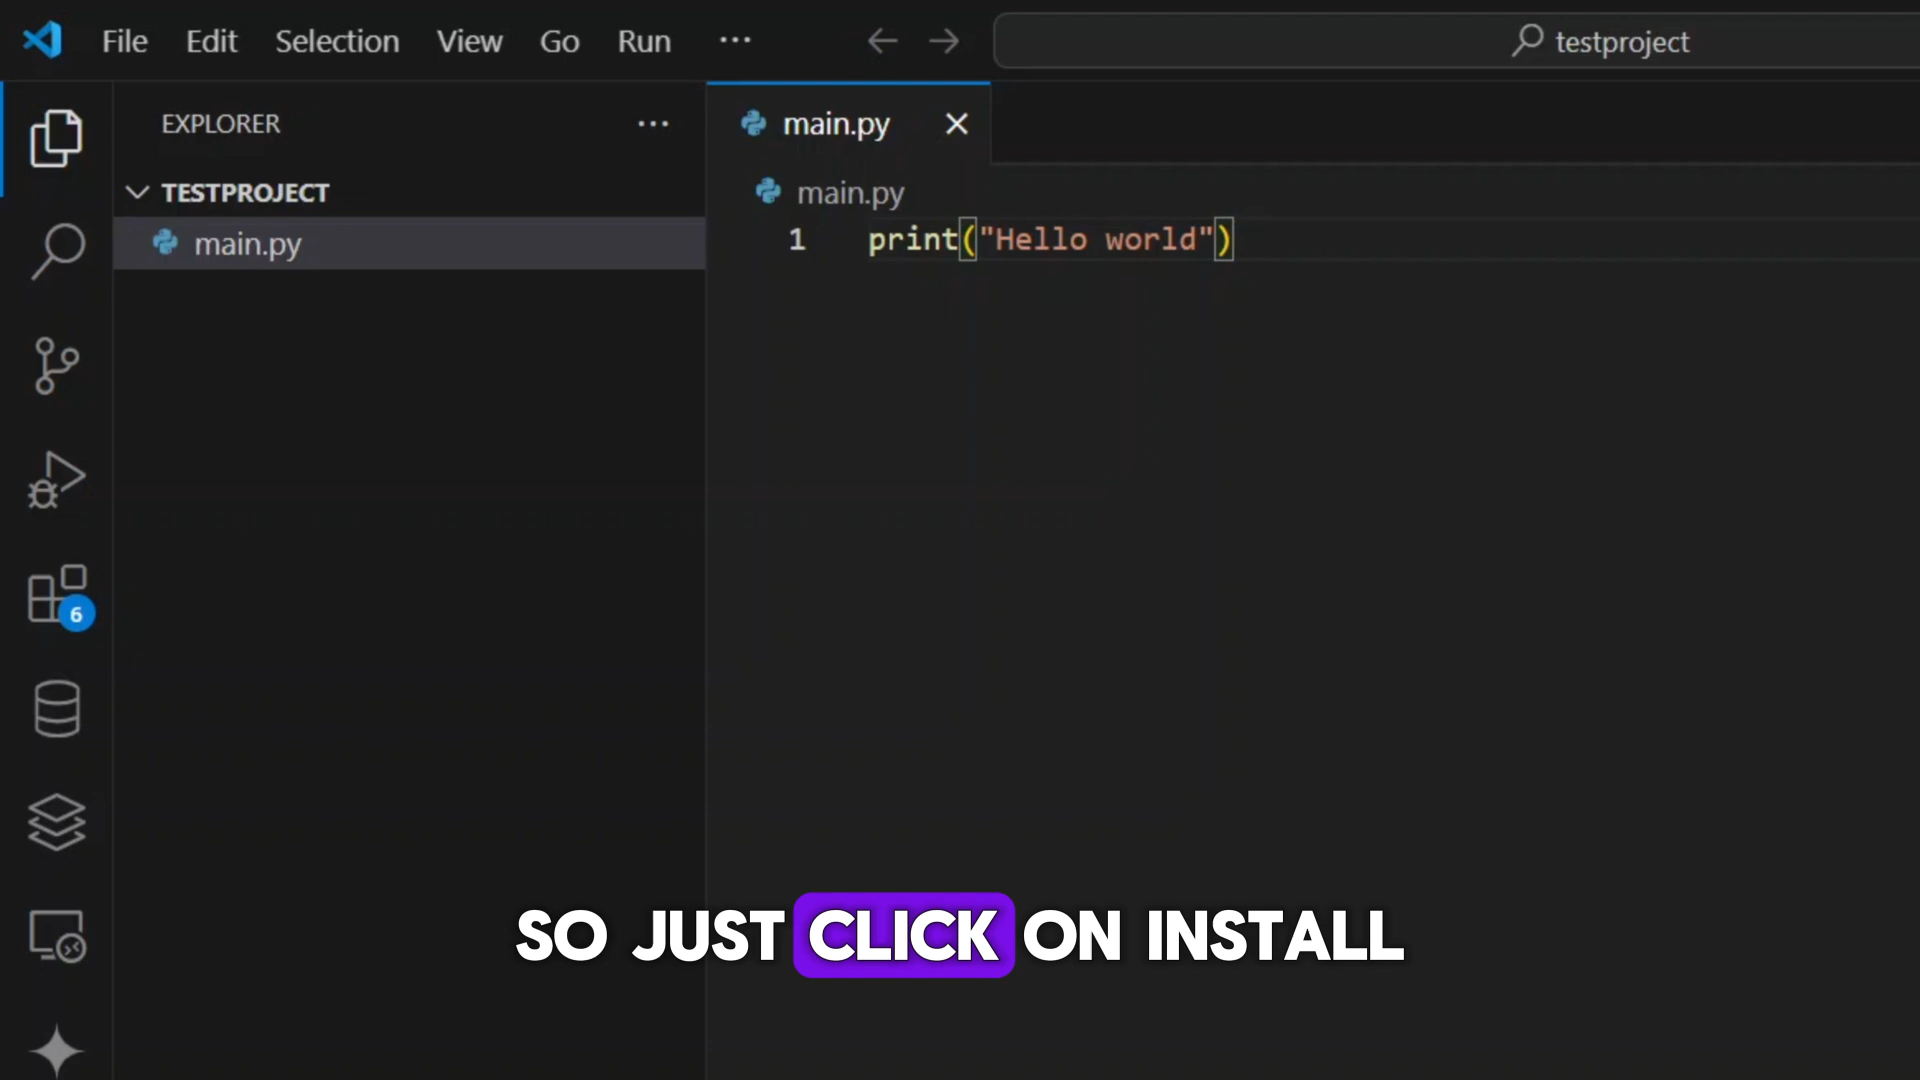 File Edit Selection View Go Run ... testproject
EXPLORER ...
TESTPROJECT
main.py
main.py
main.py
1 print("Hello world")
6
SO JUST CLICK ON INSTALL